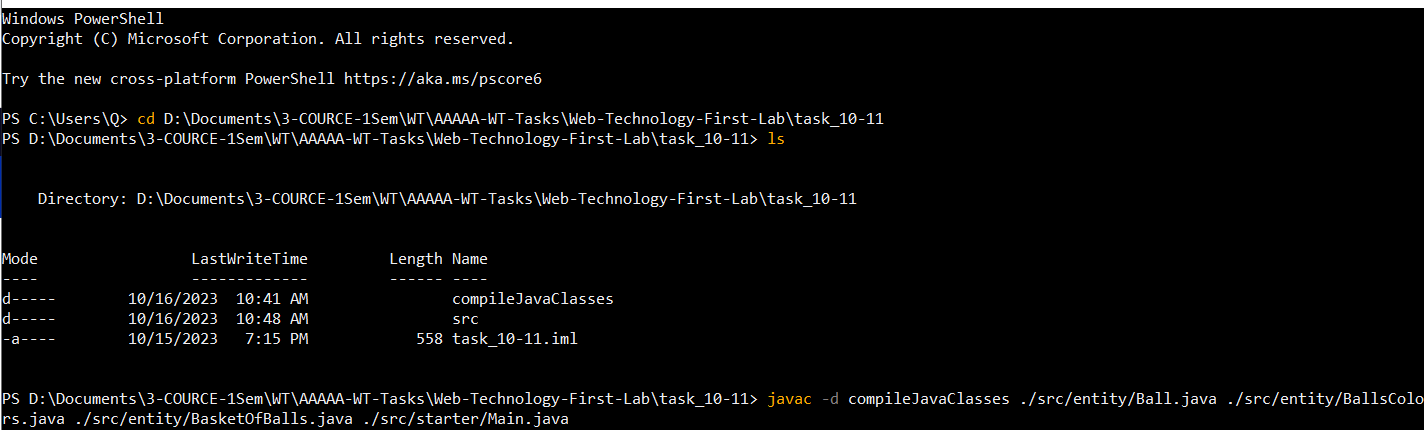 Windows PowerShell
Copyright (C) Microsoft Corporation. All rights reserved.
Try the new cross-platform PowerShell https://aka.ms/pscore6
PS C:\Users\Q> cd D:\Documents\3-COURCE-1Sem\WT\AAAAA-WT-Tasks\Web-Technology-First-Lab\task_10-11
PS D:\Documents\3-COURCE-1Sem\WT\AAAAA-WT-Tasks\Web-Technology-First-Lab\task_10-11> ls
Directory: D:\Documents\3-COURCE-1Sem\WT\AAAAA-WT-Tasks\Web-Technology-First-Lab\task_10-11
Mode LastWriteTime Length Name
---- ------------- ------ ----
d----- 10/16/2023 10:41 AM compileJavaClasses
d----- 10/16/2023 10:48 AM src
-a---- 10/15/2023 7:15 PM 558 task_10-11.iml
PS D:\Documents\3-COURCE-1Sem\WT\AAAAA-WT-Tasks\Web-Technology-First-Lab\task_10-11> javac -d compileJavaClasses ./src/entity/Ball.java ./src/entity/BallsColo
rs.java ./src/entity/BasketOfBalls.java ./src/starter/Main.java